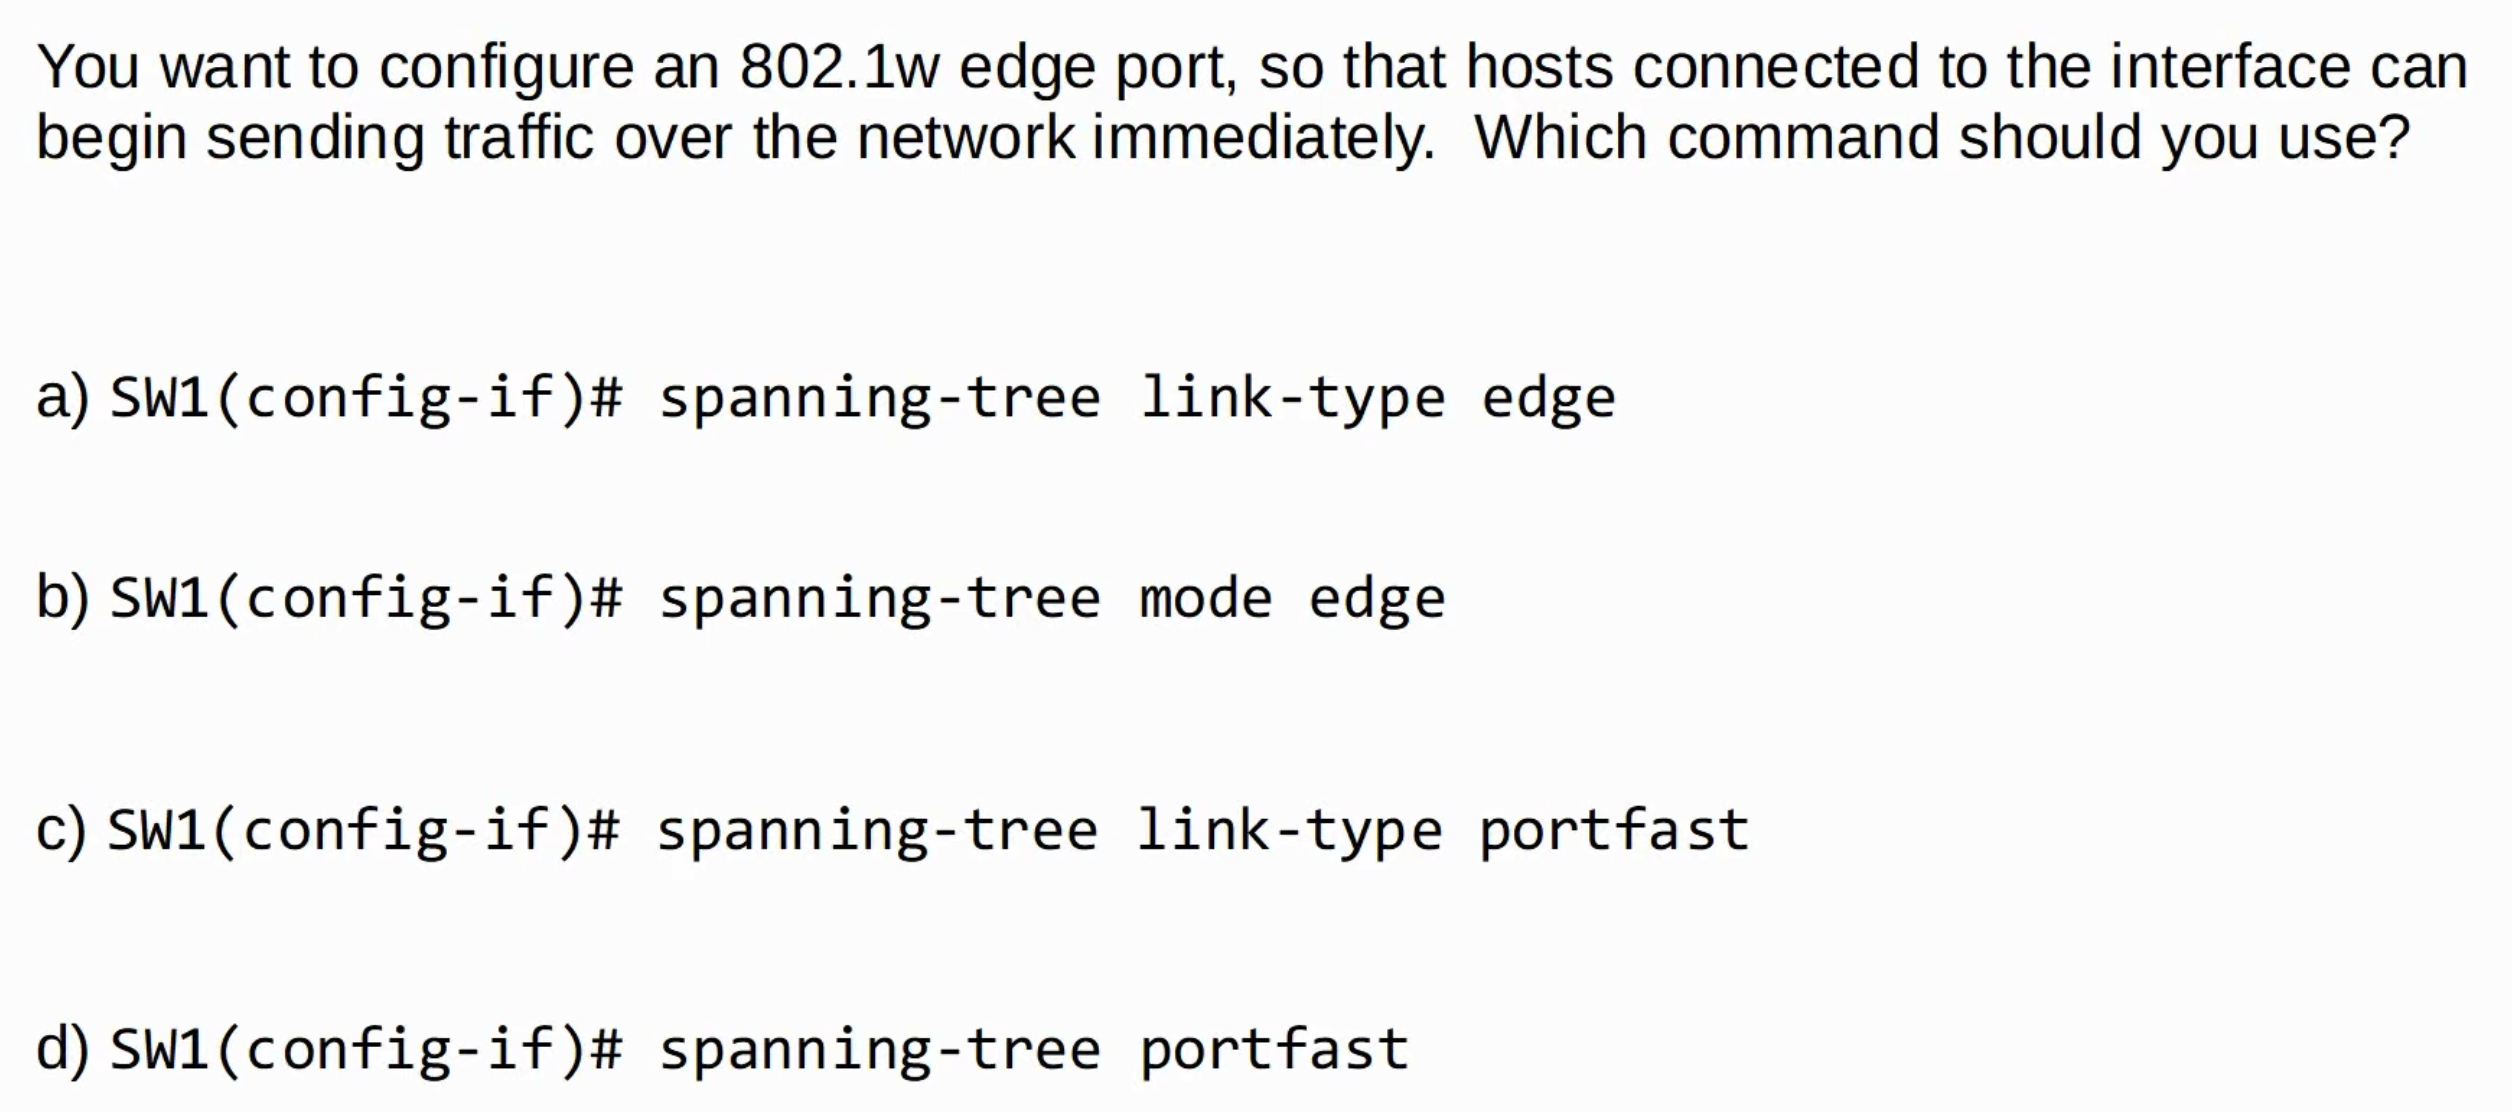 You want to configure an 802.1w edge port, so that hosts connected to the interface can
begin sending traffic over the network immediately.  Which command should you use?
a) SW1(config-if)# spanning-tree link-type edge
b) SW1(config-if)# spanning-tree mode edge
c) SW1(config-if)# spanning-tree link-type portfast
d) SW1(config-if)# spanning-tree portfast